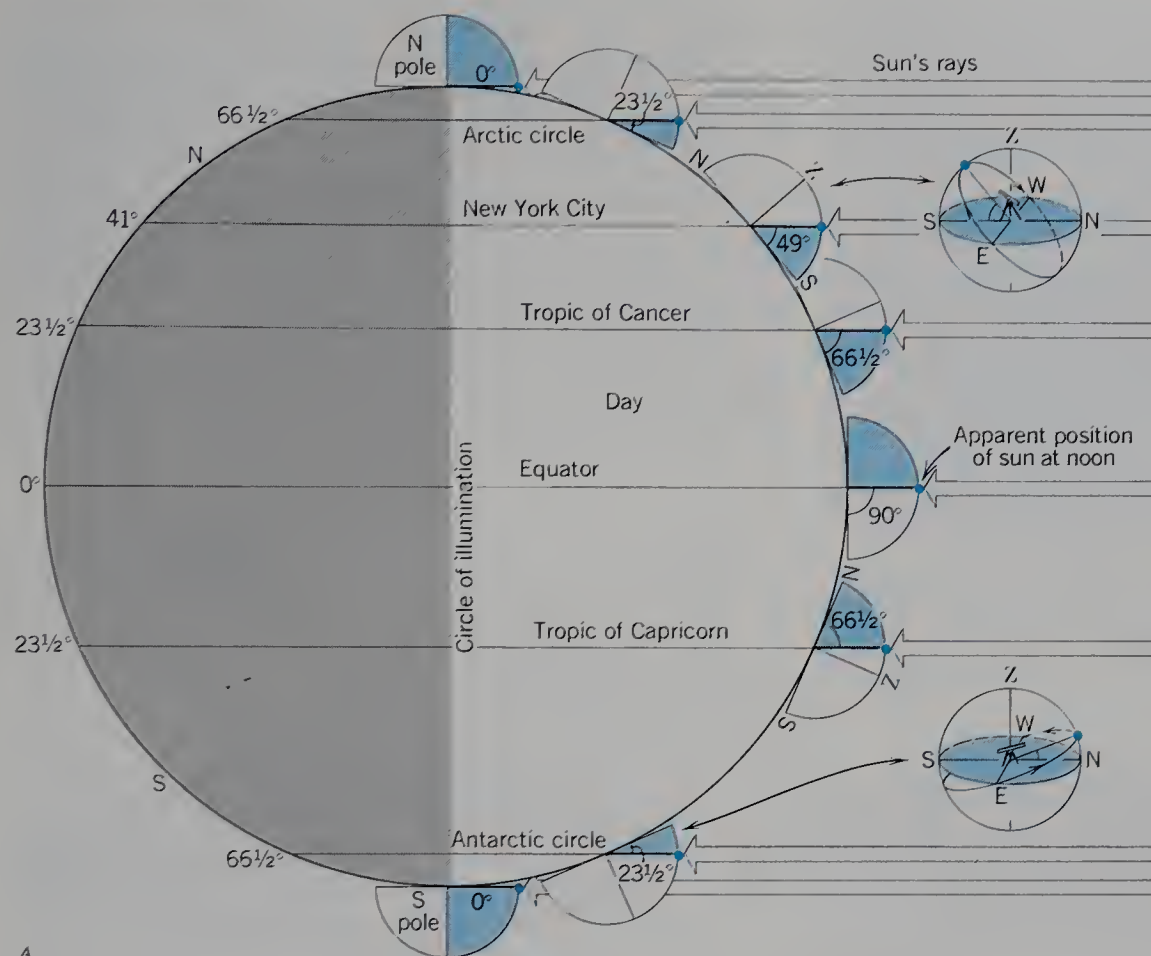 N
pole
0°
Sun's rays
66½°
23½°
Arctic circle
N
N
Z
Z
W
S
N
E
41°
New York City
49°
S
23½°
Tropic of Cancer
66½°
Day
Apparent position
of sun at noon
Circle of illumination
0°
Equator
90°
N
66½°
23½°
Tropic of Capricorn
Z
S
Z
W
S
N
E
S
Antarctic circle
66½°
23½°
S
pole
0°